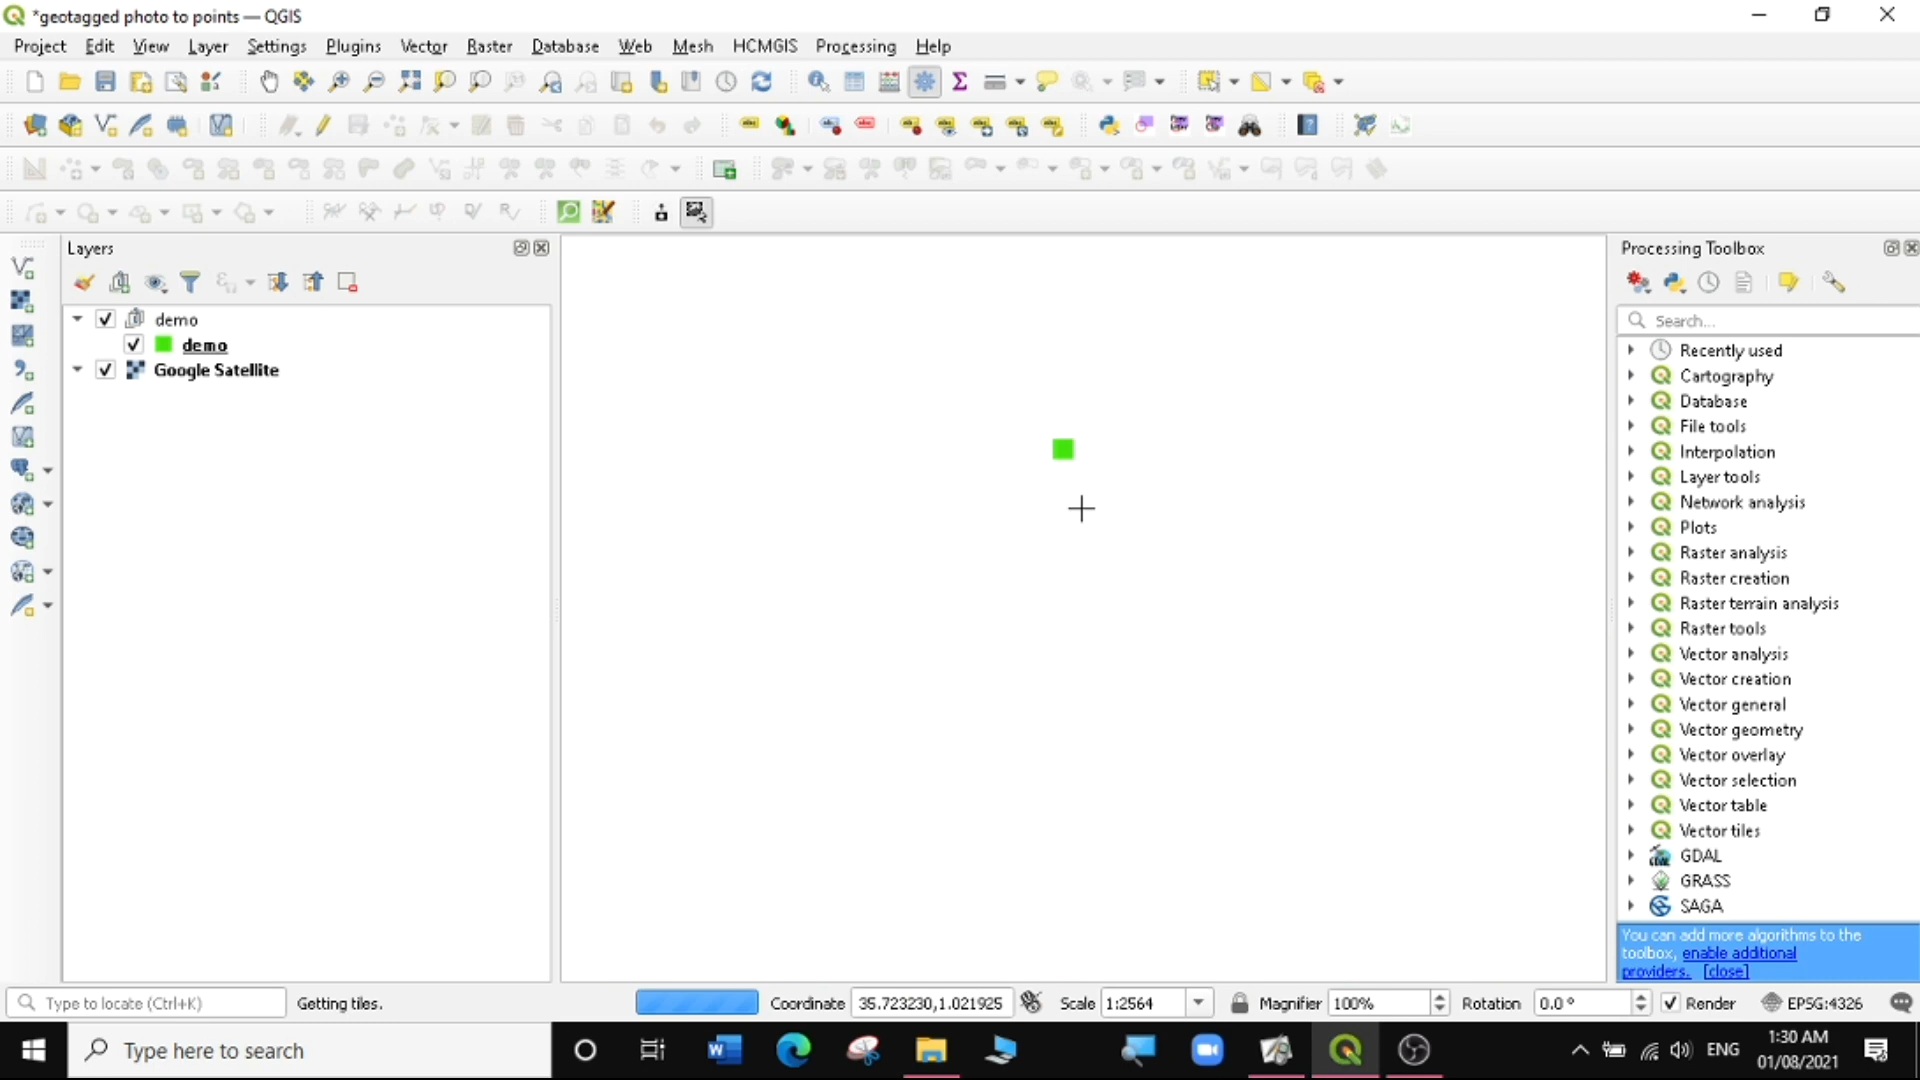 *geotagged photo to points — QGIS
Project Edit View Layer Settings Plugins Vector Raster Database Web Mesh HCMGIS Processing Help
Layers
demo
demo
Google Satellite
Processing Toolbox
Search...
Recently used
Cartography
Database
File tools
Interpolation
Layer tools
Network analysis
Plots
Raster analysis
Raster creation
Raster terrain analysis
Raster tools
Vector analysis
Vector creation
Vector general
Vector geometry
Vector overlay
Vector selection
Vector table
Vector tiles
GDAL
GRASS
SAGA
You can add more algorithms to the
toolbox, enable additional
providers. [close]
Type to locate (Ctrl+K) Getting tiles. Coordinate 35.723230,1.021925 Scale 1:2564 Magnifier 100% Rotation 0.0 ° Render EPSG:4326
Type here to search ENG 1:30 AM
01/08/2021